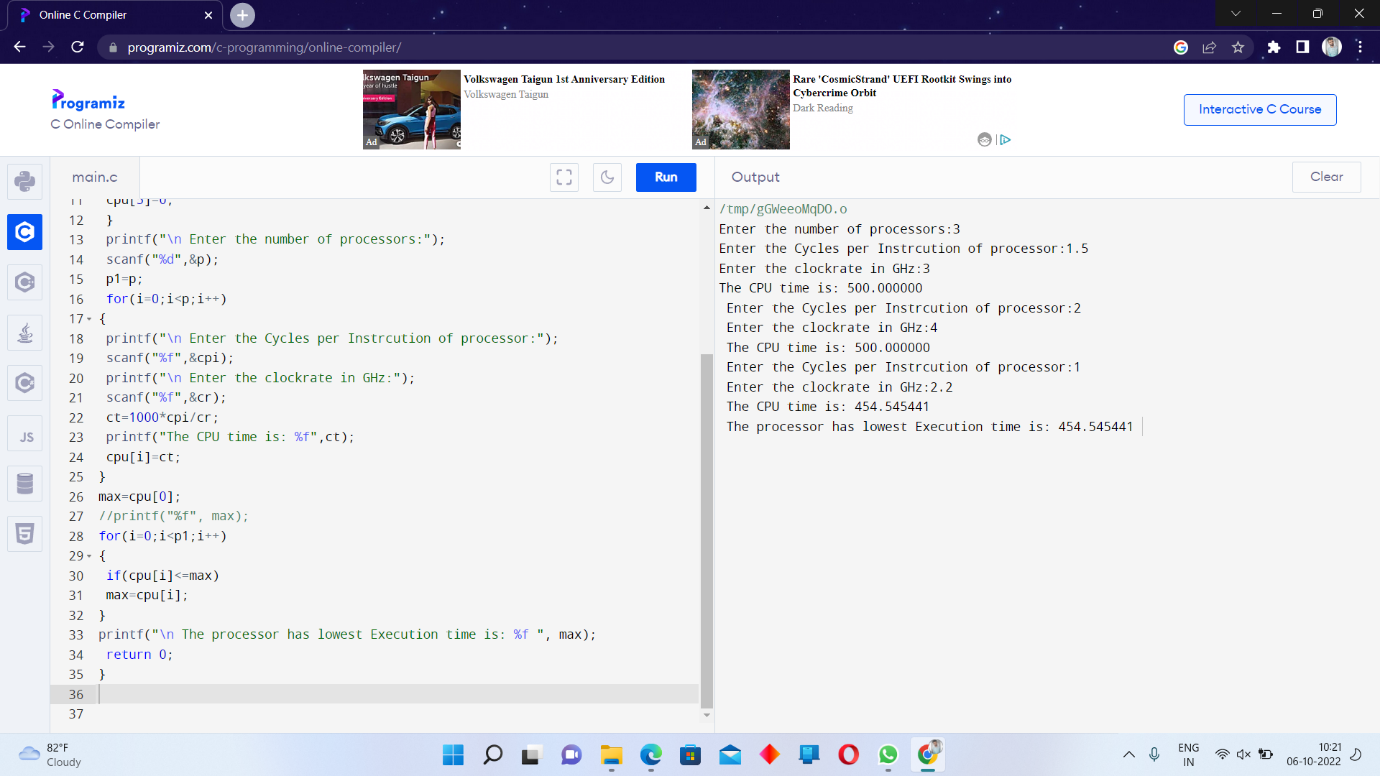 Online C Compiler
programiz.com/c-programming/online-compiler/
Programiz
C Online Compiler
kswagen Taigun
year of hustle
Ad
Volkswagen Taigun 1st Anniversary Edition
Volkswagen Taigun
Ad
Rare 'CosmicStrand' UEFI Rootkit Swings into
Cybercrime Orbit
Dark Reading
Interactive C Course
main.c
Run
Output
Clear
11 cpu[5]=0;
12 }
13 printf("\n Enter the number of processors:");
14 scanf("%d",&p);
15 p1=p;
16 for(i=0;i<p;i++)
17 {
18 printf("\n Enter the Cycles per Instrcution of processor:");
19 scanf("%f",&cpi);
20 printf("\n Enter the clockrate in GHz:");
21 scanf("%f",&cr);
22 ct=1000*cpi/cr;
23 printf("The CPU time is: %f",ct);
24 cpu[i]=ct;
25 }
26 max=cpu[0];
27 //printf("%f", max);
28 for(i=0;i<p1;i++)
29 {
30 if(cpu[i]<=max)
31 max=cpu[i];
32 }
33 printf("\n The processor has lowest Execution time is: %f ", max);
34 return 0;
35 }
36
37
/tmp/gGWeeoMqDO.o
Enter the number of processors:3
Enter the Cycles per Instrcution of processor:1.5
Enter the clockrate in GHz:3
The CPU time is: 500.000000
Enter the Cycles per Instrcution of processor:2
Enter the clockrate in GHz:4
The CPU time is: 500.000000
Enter the Cycles per Instrcution of processor:1
Enter the clockrate in GHz:2.2
The CPU time is: 454.545441
The processor has lowest Execution time is: 454.545441
JS
82°F
Cloudy
ENG
IN
10:21
06-10-2022